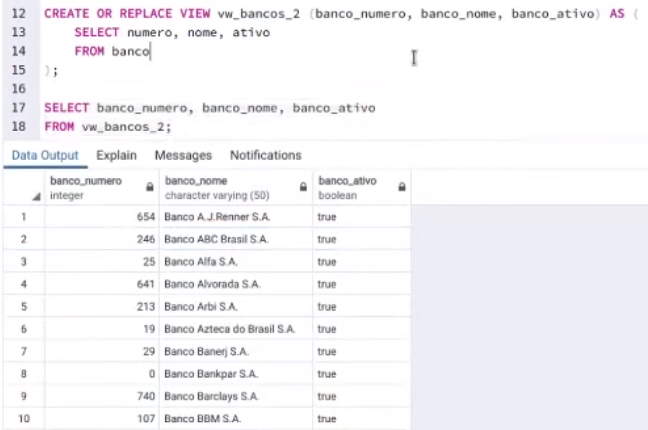 12 CREATE OR REPLACE VIEW vw_bancos_2 (banco_numero, banco_nome, banco_ativo) AS (
13 SELECT numero, nome, ativo
14 FROM banco
15 );
16
17 SELECT banco_numero, banco_nome, banco_ativo
18 FROM vw_bancos_2;
Data Output Explain Messages Notifications
banco_numero banco_nome banco_ativo
integer character varying (50) boolean
1 654 Banco A.J.Renner S.A. true
2 246 Banco ABC Brasil S.A. true
3 25 Banco Alfa S.A. true
4 641 Banco Alvorada S.A. true
5 213 Banco Arbi S.A. true
6 19 Banco Azteca do Brasil S.A. true
7 29 Banco Banerj S.A. true
8 0 Banco Bankpar S.A. true
9 740 Banco Barclays S.A. true
10 107 Banco BBM S.A. true